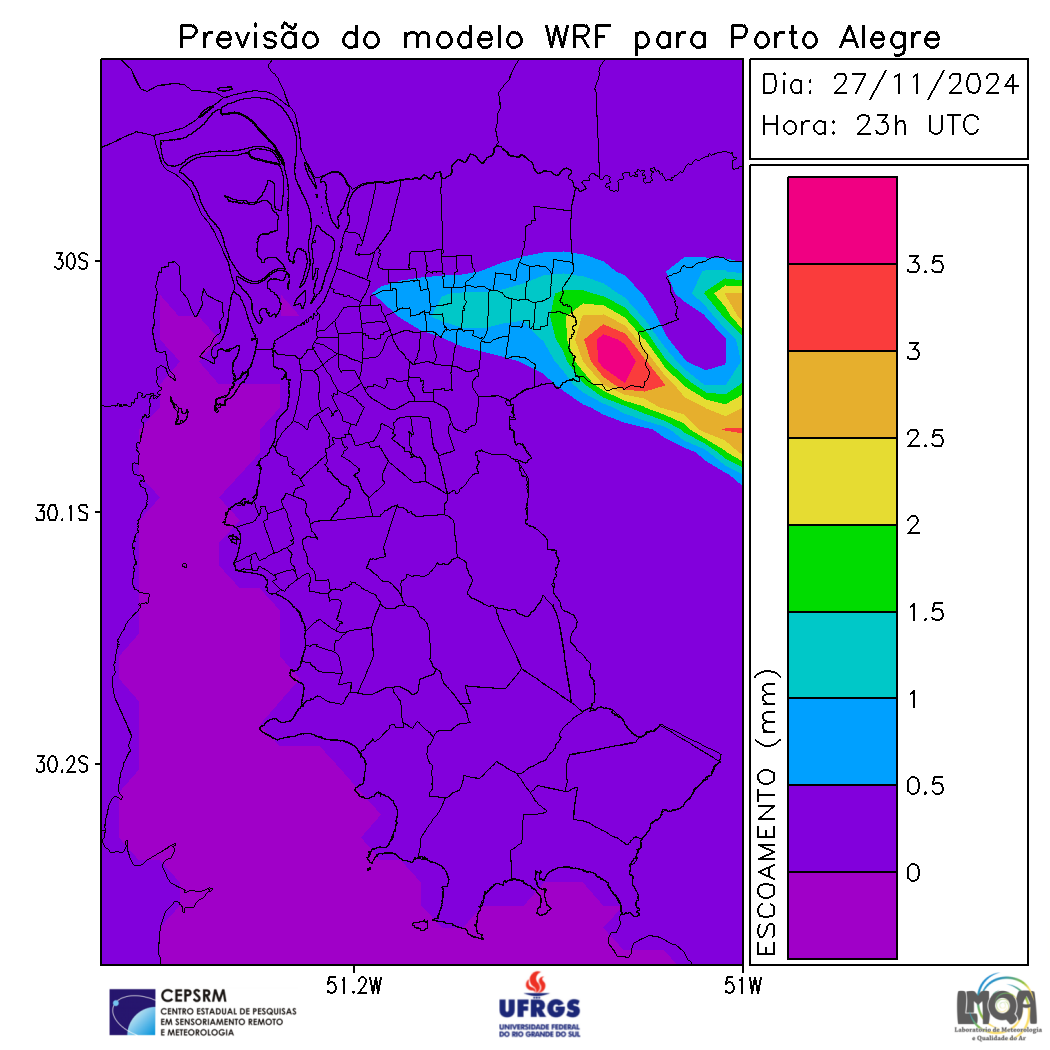 Previsão do modelo WRF para Porto Alegre
Dia: 27/11/2024
Hora: 23h UTC
30S
30.1S
30.2S
51.2W
51W
ESCOAMENTO (mm)
3.5
3
2.5
2
1.5
1
0.5
0
CEPSRM
CENTRO ESTADUAL DE PESQUISAS
EM SENSORIAMENTO REMOTO
E METEOROLOGIA
UFRGS
UNIVERSIDADE FEDERAL
DO RIO GRANDE DO SUL
LMQA
Laboratório de Meteorologia
e Qualidade do Ar